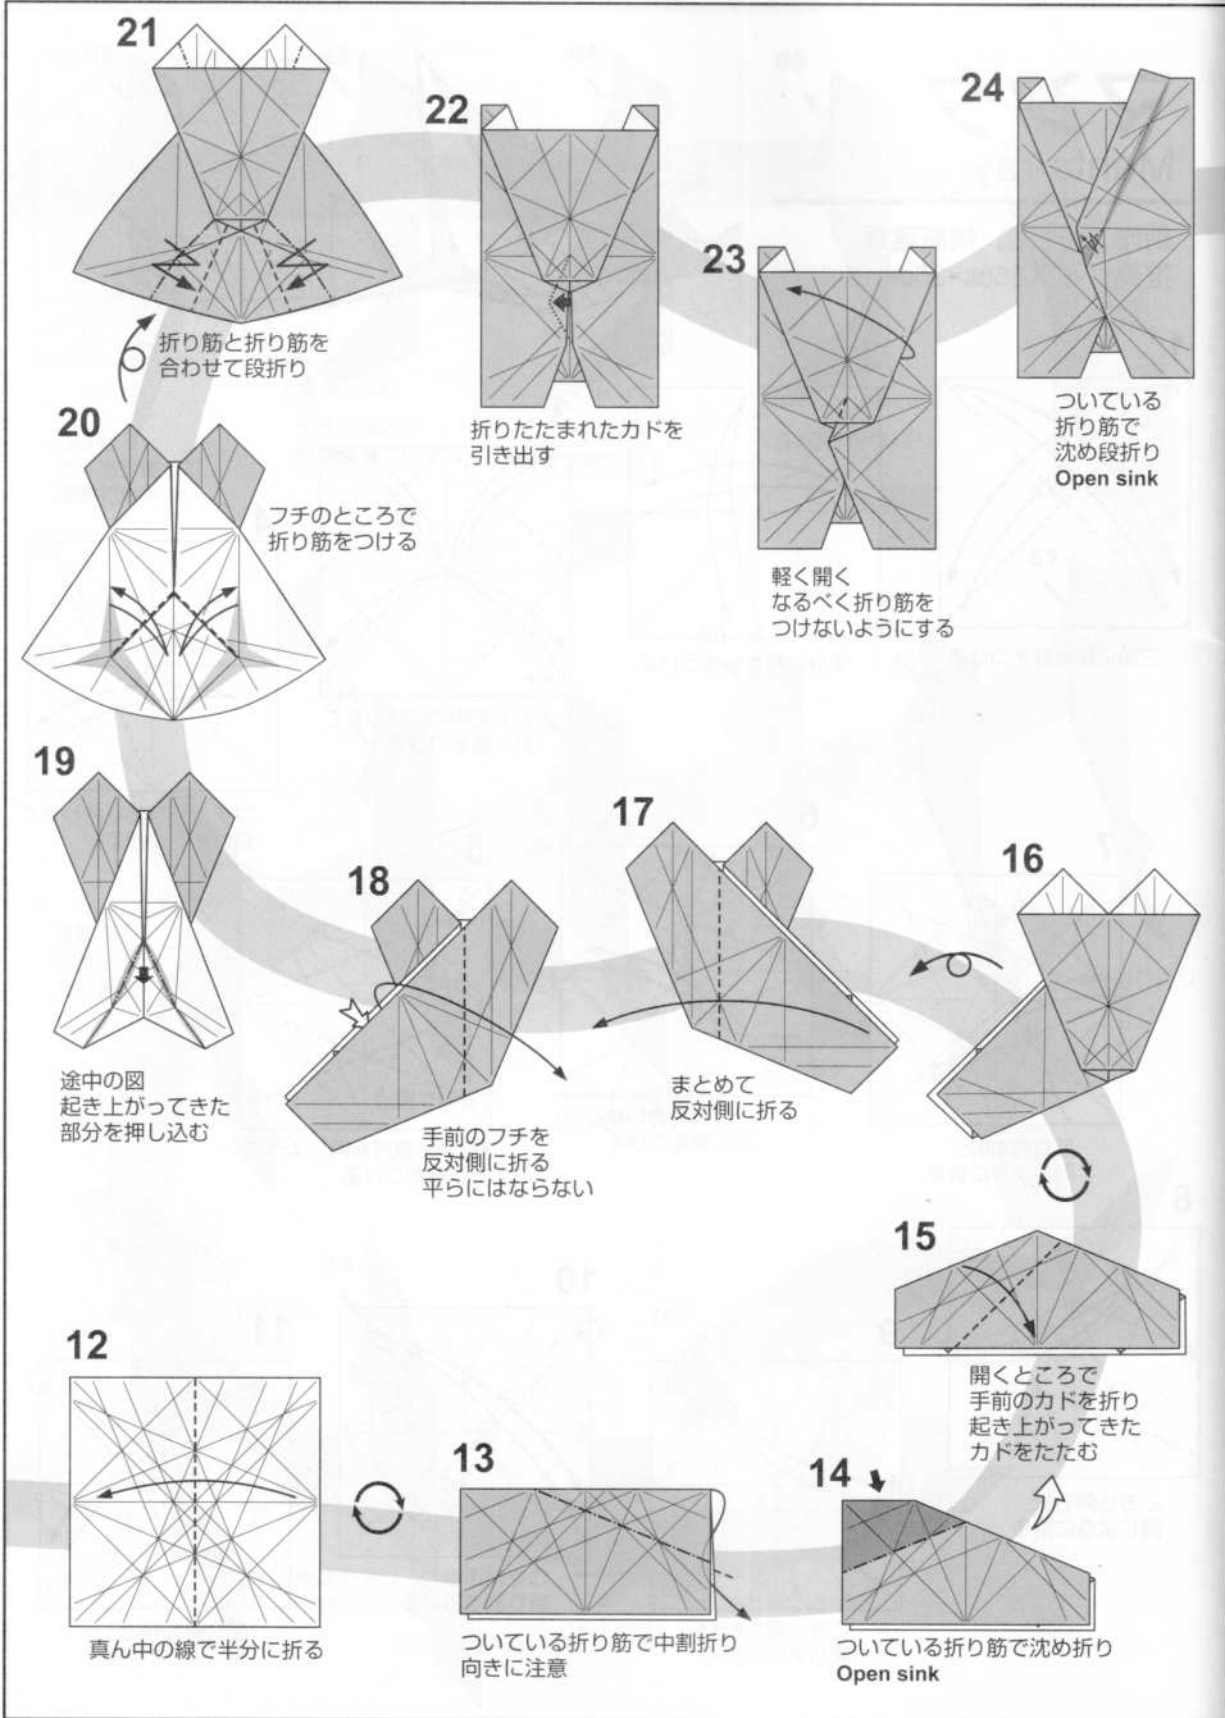 21
折り筋と折り筋を
合わせて段折り
22
折りたたまれたカドを
引き出す
23
軽く開く
なるべく折り筋を
つけないようにする
24
ついている
折り筋で
沈め段折り
Open sink
20
フチのところで
折り筋をつける
19
途中の図
起き上がってきた
部分を押し込む
18
手前のフチを
反対側に折る
平らにはならない
17
まとめて
反対側に折る
16
15
開くところで
手前のカドを折り
起き上がってきた
カドをたたむ
12
真ん中の線で半分に折る
13
ついている折り筋で中割折り
向きに注意
14
ついている折り筋で沈め折り
Open sink